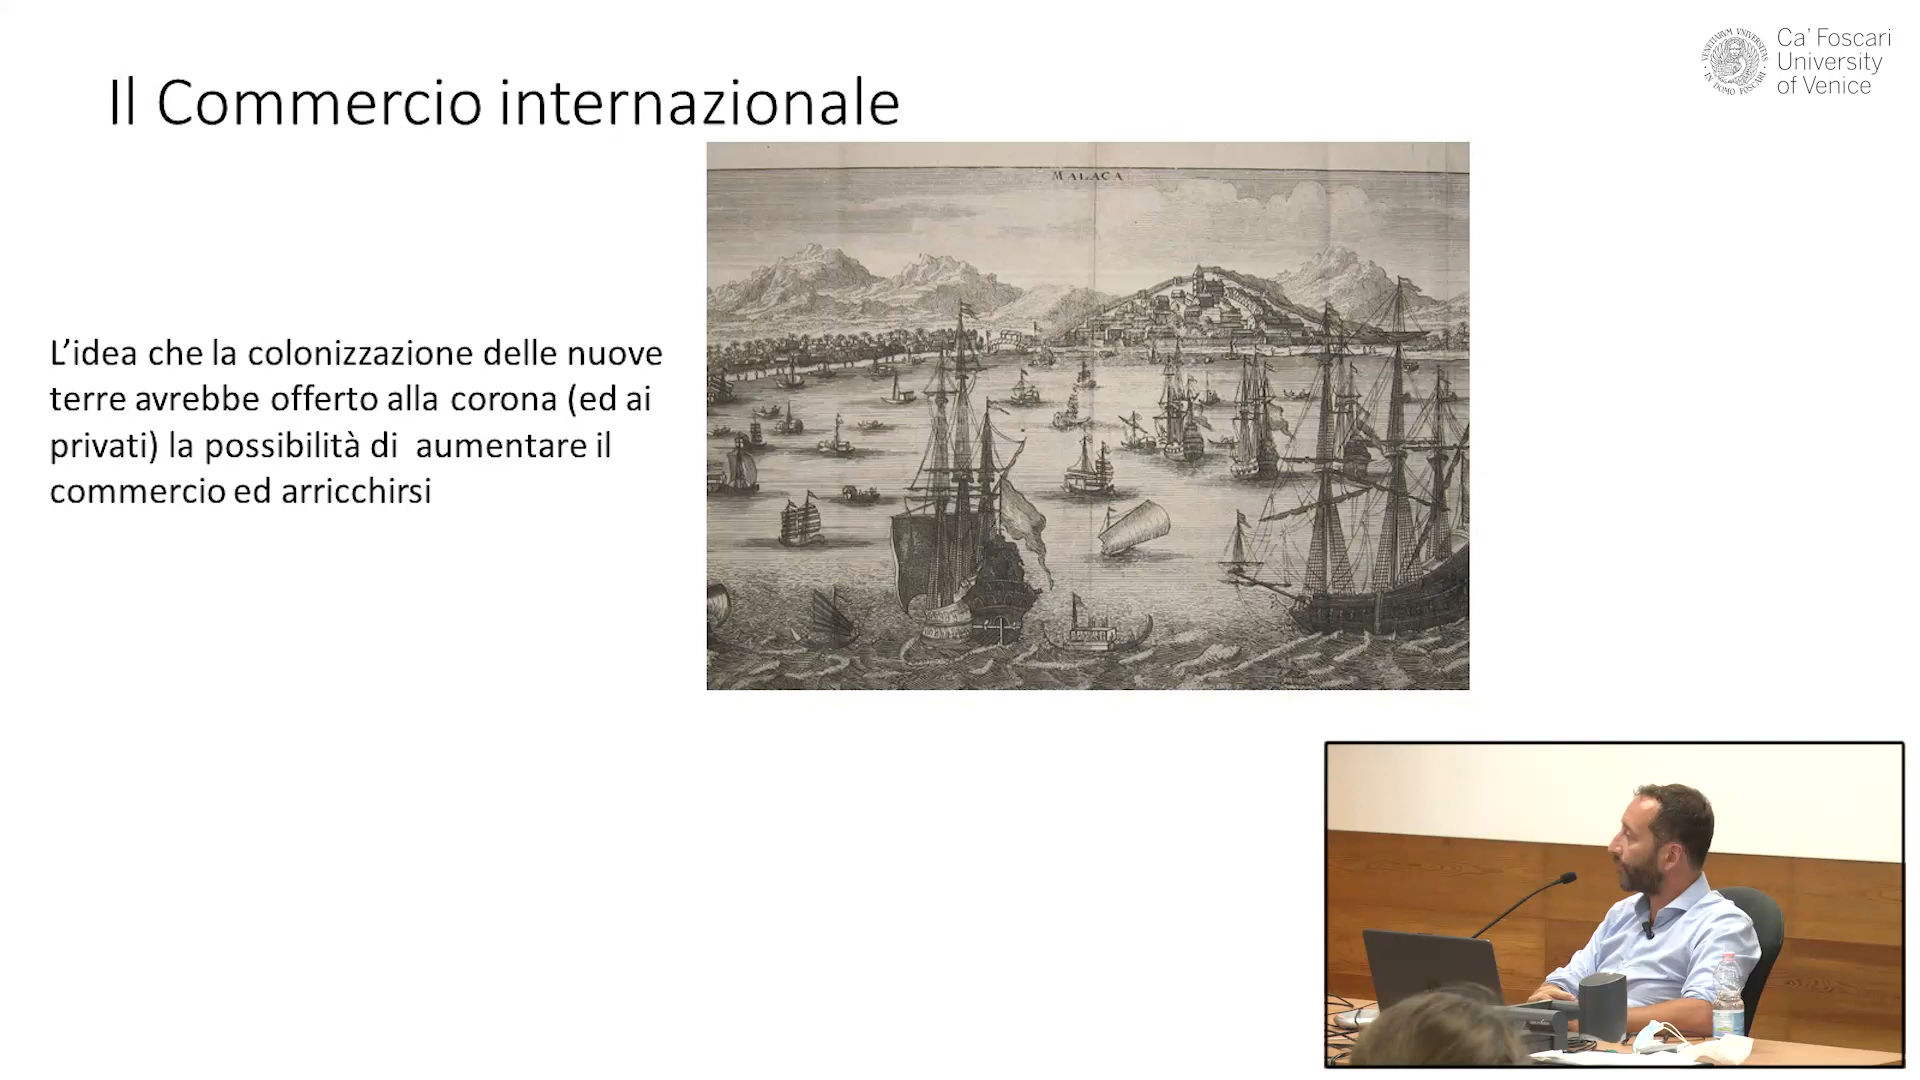 Ca' Foscari
University
of Venice
Il Commercio internazionale
MALACA
L’idea che la colonizzazione delle nuove
terre avrebbe offerto alla corona (ed ai
privati) la possibilità di  aumentare il
commercio ed arricchirsi